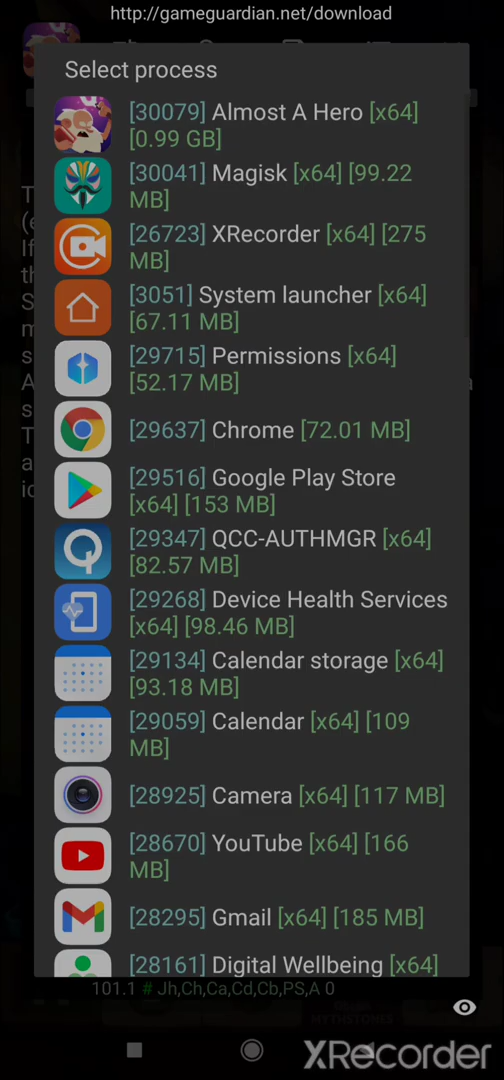 http://gameguardian.net/download
Select process
[30079] Almost A Hero [x64]
[0.99 GB]
[30041] Magisk [x64] [99.22
MB]
[26723] XRecorder [x64] [275
MB]
[3051] System launcher [x64]
[67.11 MB]
[29715] Permissions [x64]
[52.17 MB]
[29637] Chrome [72.01 MB]
[29516] Google Play Store
[x64] [153 MB]
[29347] QCC-AUTHMGR [x64]
[82.57 MB]
[29268] Device Health Services
[x64] [98.46 MB]
[29134] Calendar storage [x64]
[93.18 MB]
[29059] Calendar [x64] [109
MB]
[28925] Camera [x64] [117 MB]
[28670] YouTube [x64] [166
MB]
[28295] Gmail [x64] [185 MB]
[28161] Digital Wellbeing [x64]
101.1 # Jh,Ch,Ca,Cd,Cb,PS,A 0
MYTHSTONES
XRecorder